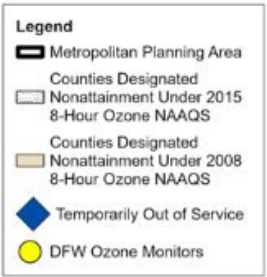 Legend
Metropolitan Planning Area
Counties Designated
Nonattainment Under 2015
8-Hour Ozone NAAQS
Counties Designated
Nonattainment Under 2008
8-Hour Ozone NAAQS
Temporarily Out of Service
DFW Ozone Monitors